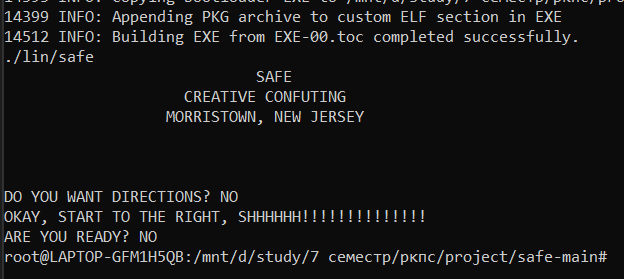 14399 INFO: Appending PKG archive to custom ELF section in EXE
14512 INFO: Building EXE from EXE-00.toc completed successfully.
./lin/safe
SAFE
CREATIVE CONFUTING
MORRISTOWN, NEW JERSEY
DO YOU WANT DIRECTIONS? NO
OKAY, START TO THE RIGHT, SHHHHHH!!!!!!!!!!!!!!
ARE YOU READY? NO
root@LAPTOP-GFM1H5QB:/mnt/d/study/7 семестр/ркпс/project/safe-main#